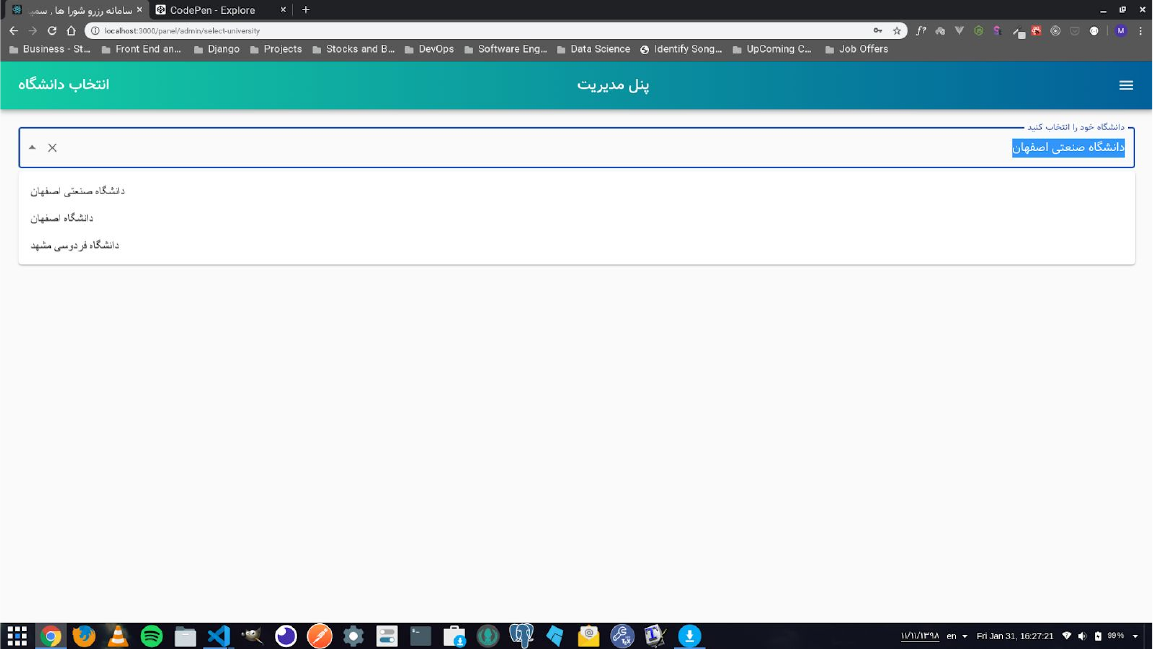 سامانه رزرو شورا ها , سمی
CodePen - Explore
localhost:3000/panel/admin/select-university
Business - St...
Front End an...
Django
Projects
Stocks and B...
DevOps
Software Eng...
Data Science
Identify Song...
UpComing C...
Job Offers
پنل مدیریت
انتخاب دانشگاه
دانشگاه خود را انتخاب کنید
دانشگاه صنعتی اصفهان
دانشگاه صنعتی اصفهان
دانشگاه اصفهان
دانشگاه فردوسی مشهد
۱۱/۱۱/۱۳۹۸ en Fri Jan 31, 16:27:21 99%